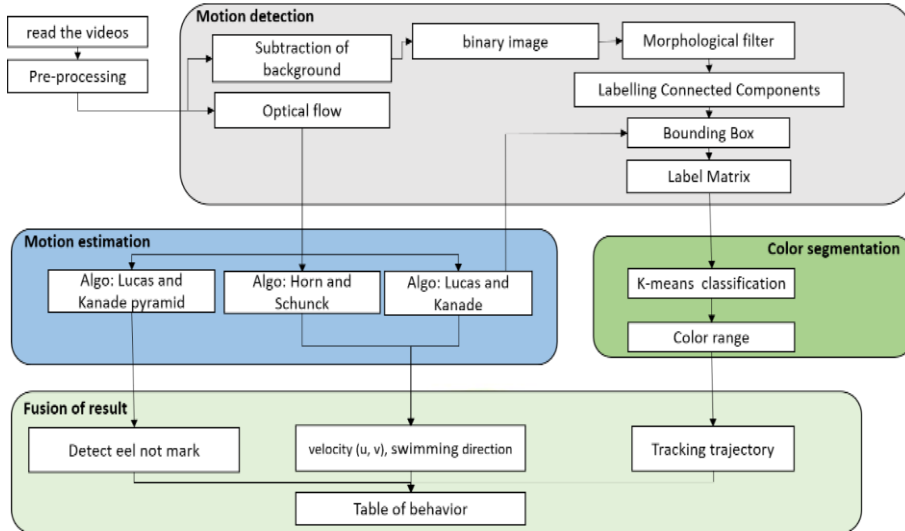 Motion detection
read the videos
Pre-processing
Subtraction of
background
binary image
Morphological filter
Optical flow
Labelling Connected Components
Bounding Box
Label Matrix
Motion estimation
Algo: Lucas and
Kanade pyramid
Algo: Horn and
Schunck
Algo: Lucas and
Kanade
Color segmentation
K-means classification
Color range
Fusion of result
Detect eel not mark
velocity (u, v), swimming direction
Tracking trajectory
Table of behavior